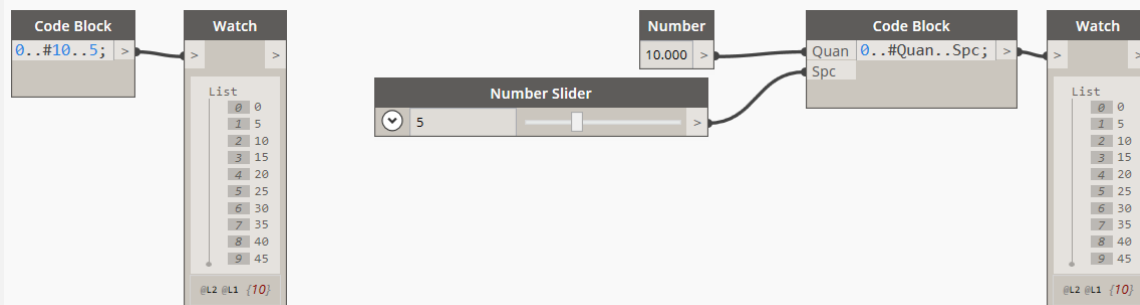 Code Block
0..#10..5;
>
Watch
>
>
List
0 0
1 5
2 10
3 15
4 20
5 25
6 30
7 35
8 40
9 45
@L2 @L1 {10}
Number
10.000 >
Number Slider
5
>
Code Block
Quan 0..#Quan..Spc; >
Spc
Watch
>
>
List
0 0
1 5
2 10
3 15
4 20
5 25
6 30
7 35
8 40
9 45
@L2 @L1 {10}